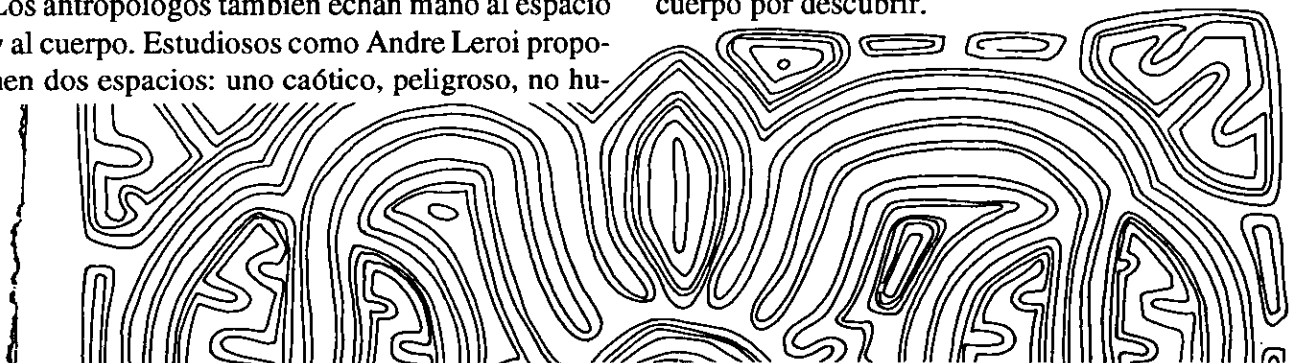 Los antropólogos también echan mano al espacio
y al cuerpo. Estudiosos como Andre Leroi propo-
nen dos espacios: uno caótico, peligroso, no hu-
cuerpo por descubrir.